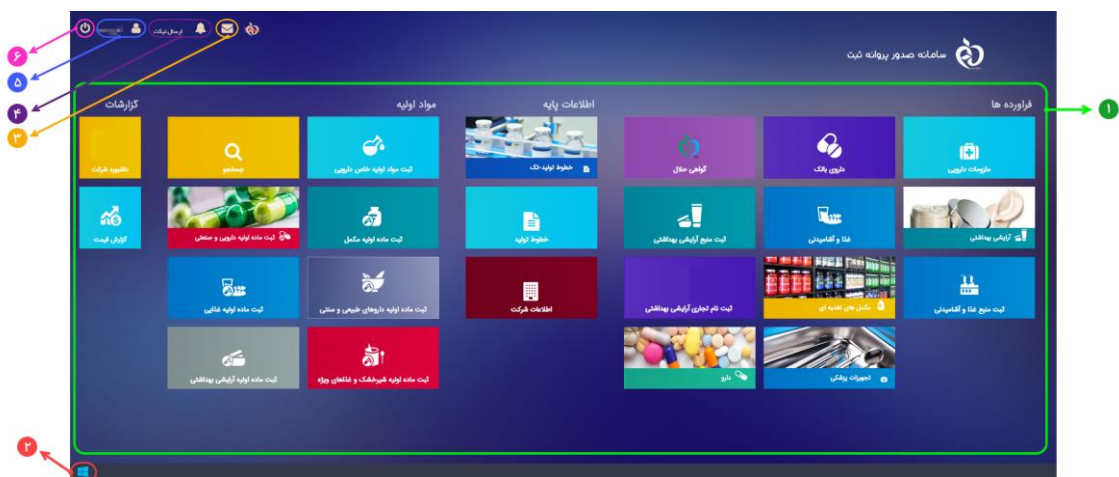 ۶
۵
۴
۳
ارسال تیکت
سامانه صدور پروانه ثبت
۱
فراورده ها
ملزومات دارویی
داروی بالک
گواهی حلال
آرایشی بهداشتی
غذا و آشامیدنی
ثبت منبع آرایشی بهداشتی
ثبت منبع غذا و آشامیدنی
مکمل های تغذیه ای
ثبت نام تجاری آرایشی بهداشتی
تجهیزات پزشکی
دارو
اطلاعات پایه
خطوط تولید-تک
خطوط تولید
اطلاعات شرکت
مواد اولیه
ثبت مواد اولیه خاص دارویی
جستجو
ثبت ماده اولیه مکمل
ثبت ماده اولیه دارویی و صنعتی
ثبت ماده اولیه داروهای طبیعی و سنتی
ثبت ماده اولیه غذایی
ثبت ماده اولیه شیرخشک و غذاهای ویژه
ثبت ماده اولیه آرایشی بهداشتی
گزارشات
داشبورد شرکت
گزارش قیمت
۲